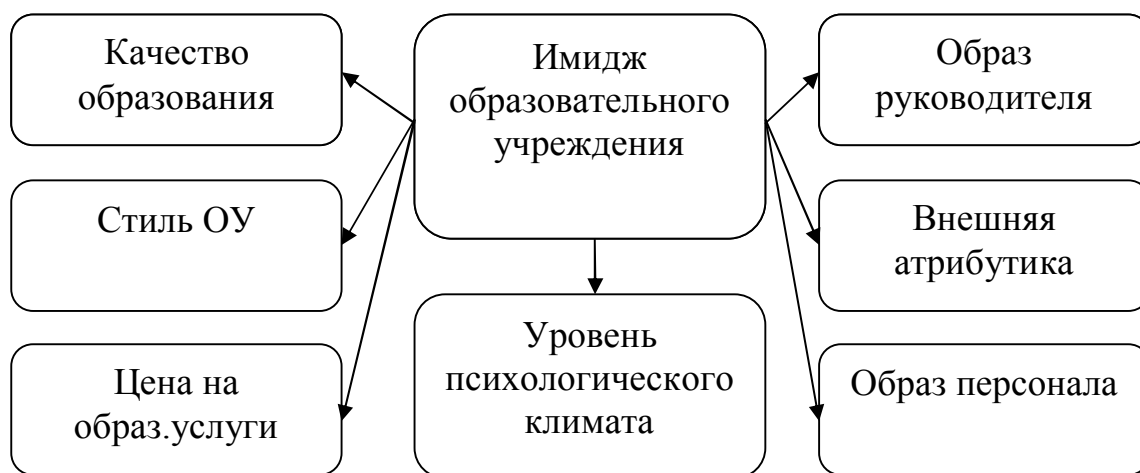 Качество
образования
Имидж
образовательного
учреждения
Образ
руководителя
Стиль ОУ
Внешняя
атрибутика
Уровень
психологического
климата
Цена на
образ.услуги
Образ персонала